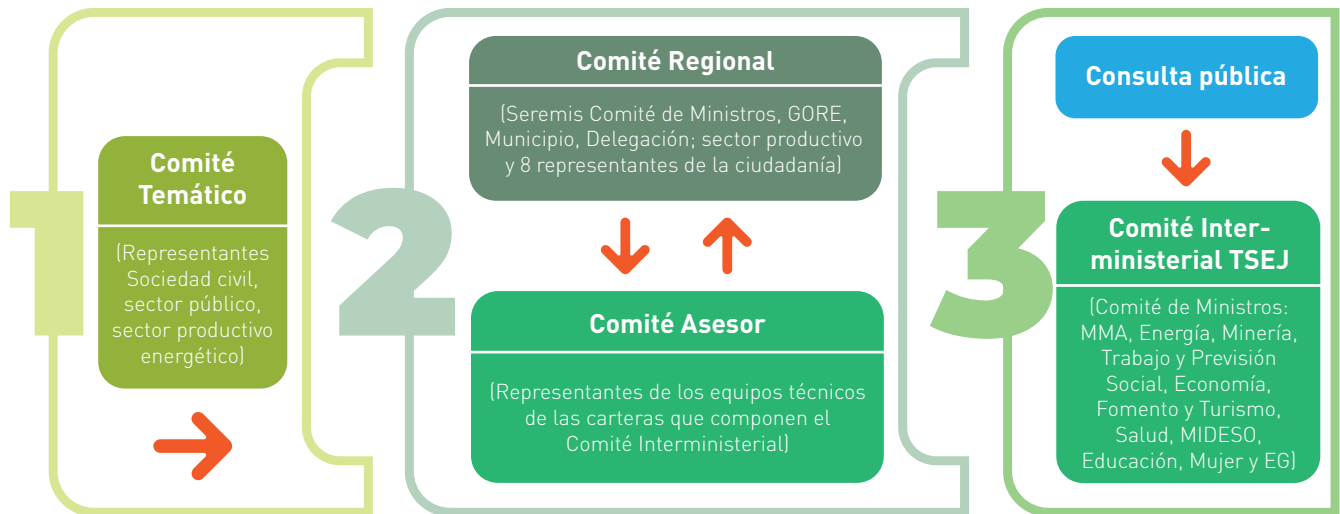 1
Comité
Temático
(Representantes
Sociedad civil,
sector público,
sector productivo
energético)
2
Comité Regional
(Seremis Comité de Ministros, GORE,
Municipio, Delegación; sector productivo
y 8 representantes de la ciudadanía)
Comité Asesor
(Representantes de los equipos técnicos
de las carteras que componen el
Comité Interministerial)
3
Consulta pública
Comité Inter-
ministerial TSEJ
(Comité de Ministros:
MMA, Energía, Minería,
Trabajo y Previsión
Social, Economía,
Fomento y Turismo,
Salud, MIDESO,
Educación, Mujer y EG)